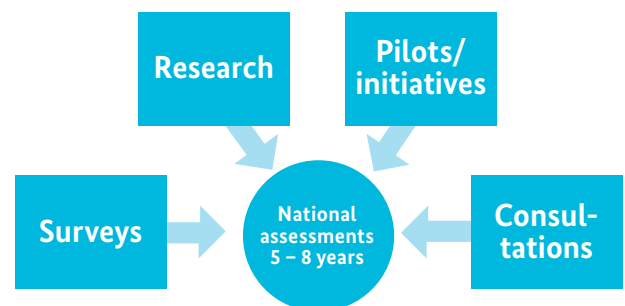 Research
Pilots/
initiatives
Surveys
National
assessments
5 – 8 years
Consul-
tations